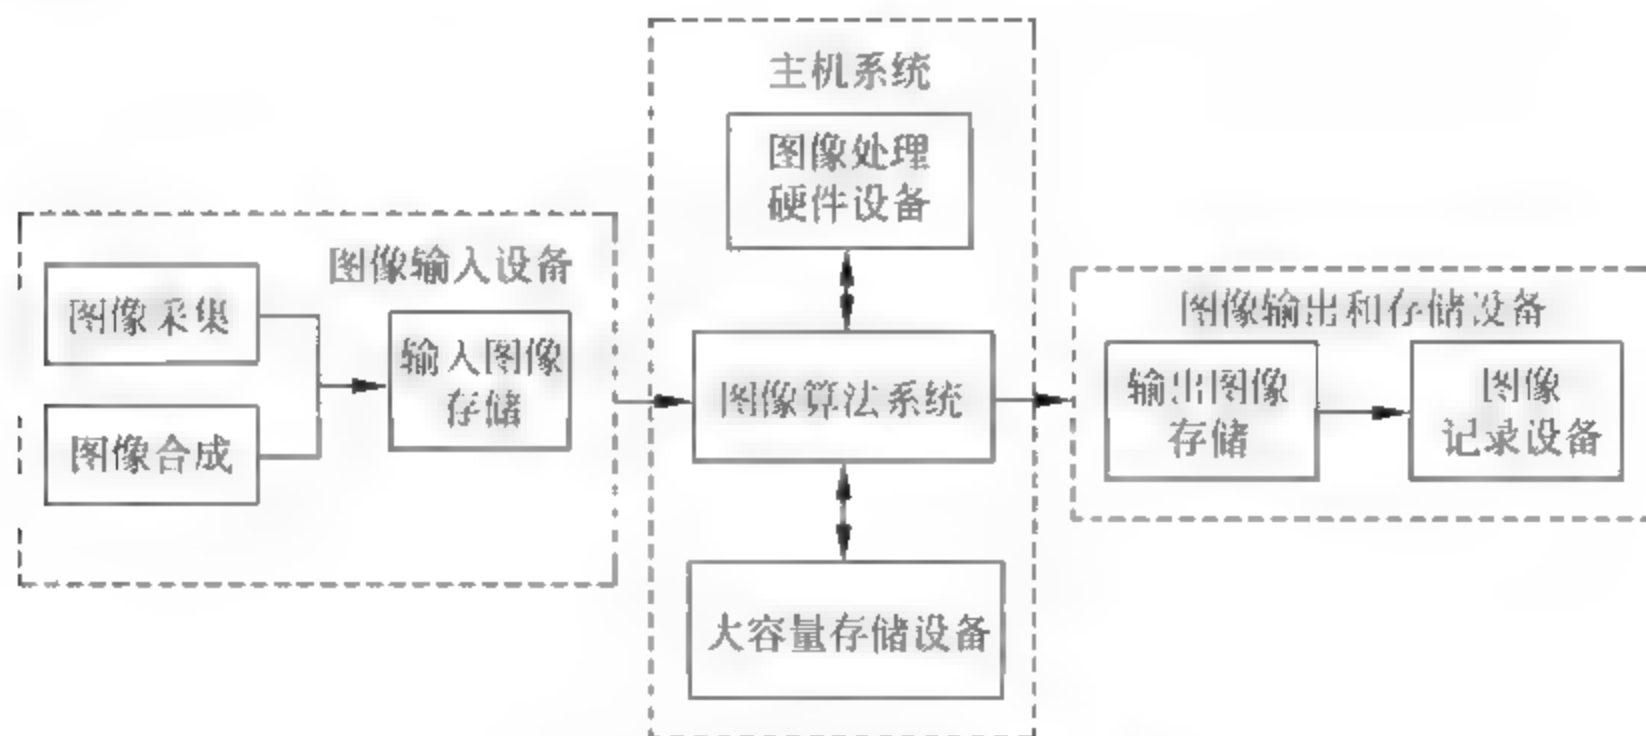 图像输入设备
图像采集
图像合成
输入图像
存储
主机系统
图像处理
硬件设备
图像算法系统
大容量存储设备
图像输出和存储设备
输出图像
存储
图像
记录设备